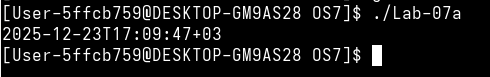 [User-5ffcb759@DESKTOP-GM9AS28 OS7]$ ./Lab-07a
2025-12-23T17:09:47+03
[User-5ffcb759@DESKTOP-GM9AS28 OS7]$